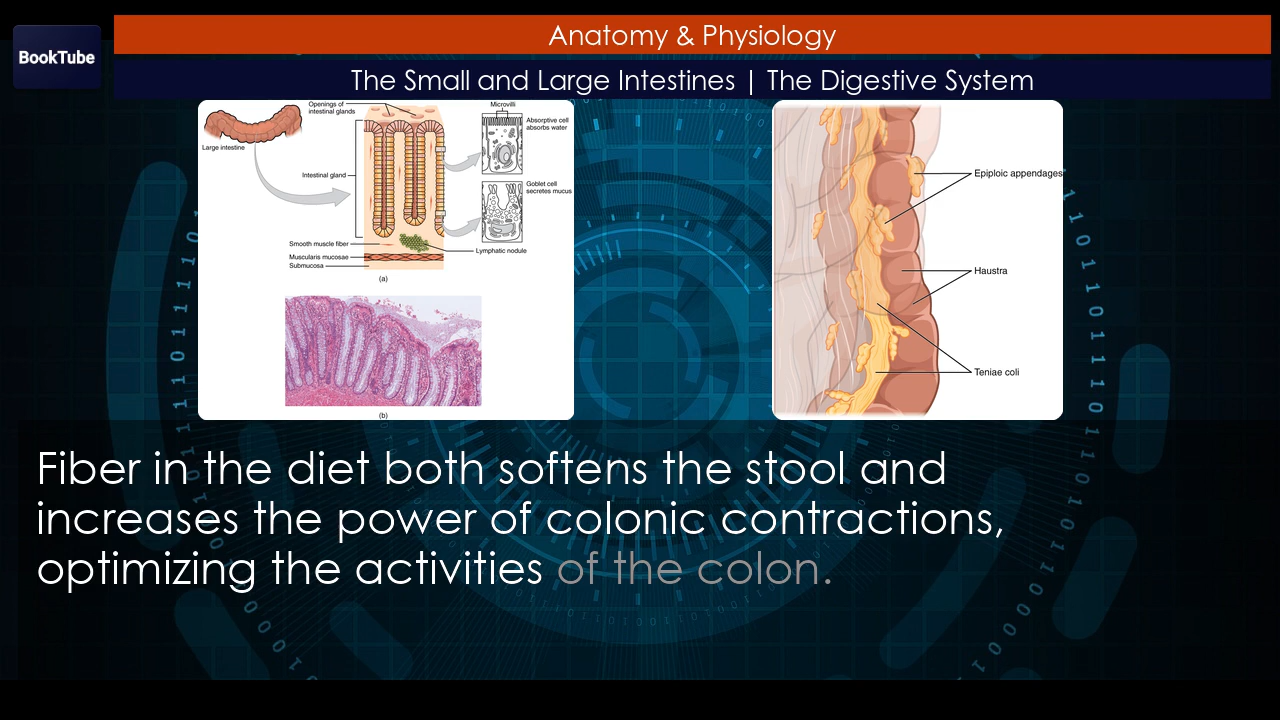 BookTube
Anatomy & Physiology
The Small and Large Intestines | The Digestive System
Openings of
intestinal glands
Large intestine
Intestinal gland
Smooth muscle fiber
Muscularis mucosae
Submucosa
Microvilli
Absorptive cell
absorbs water
Goblet cell
secretes mucus
Lymphatic nodule
(a)
(b)
Epiploic appendages
Haustra
Teniae coli
Fiber in the diet both softens the stool and
increases the power of colonic contractions,
optimizing the activities of the colon.